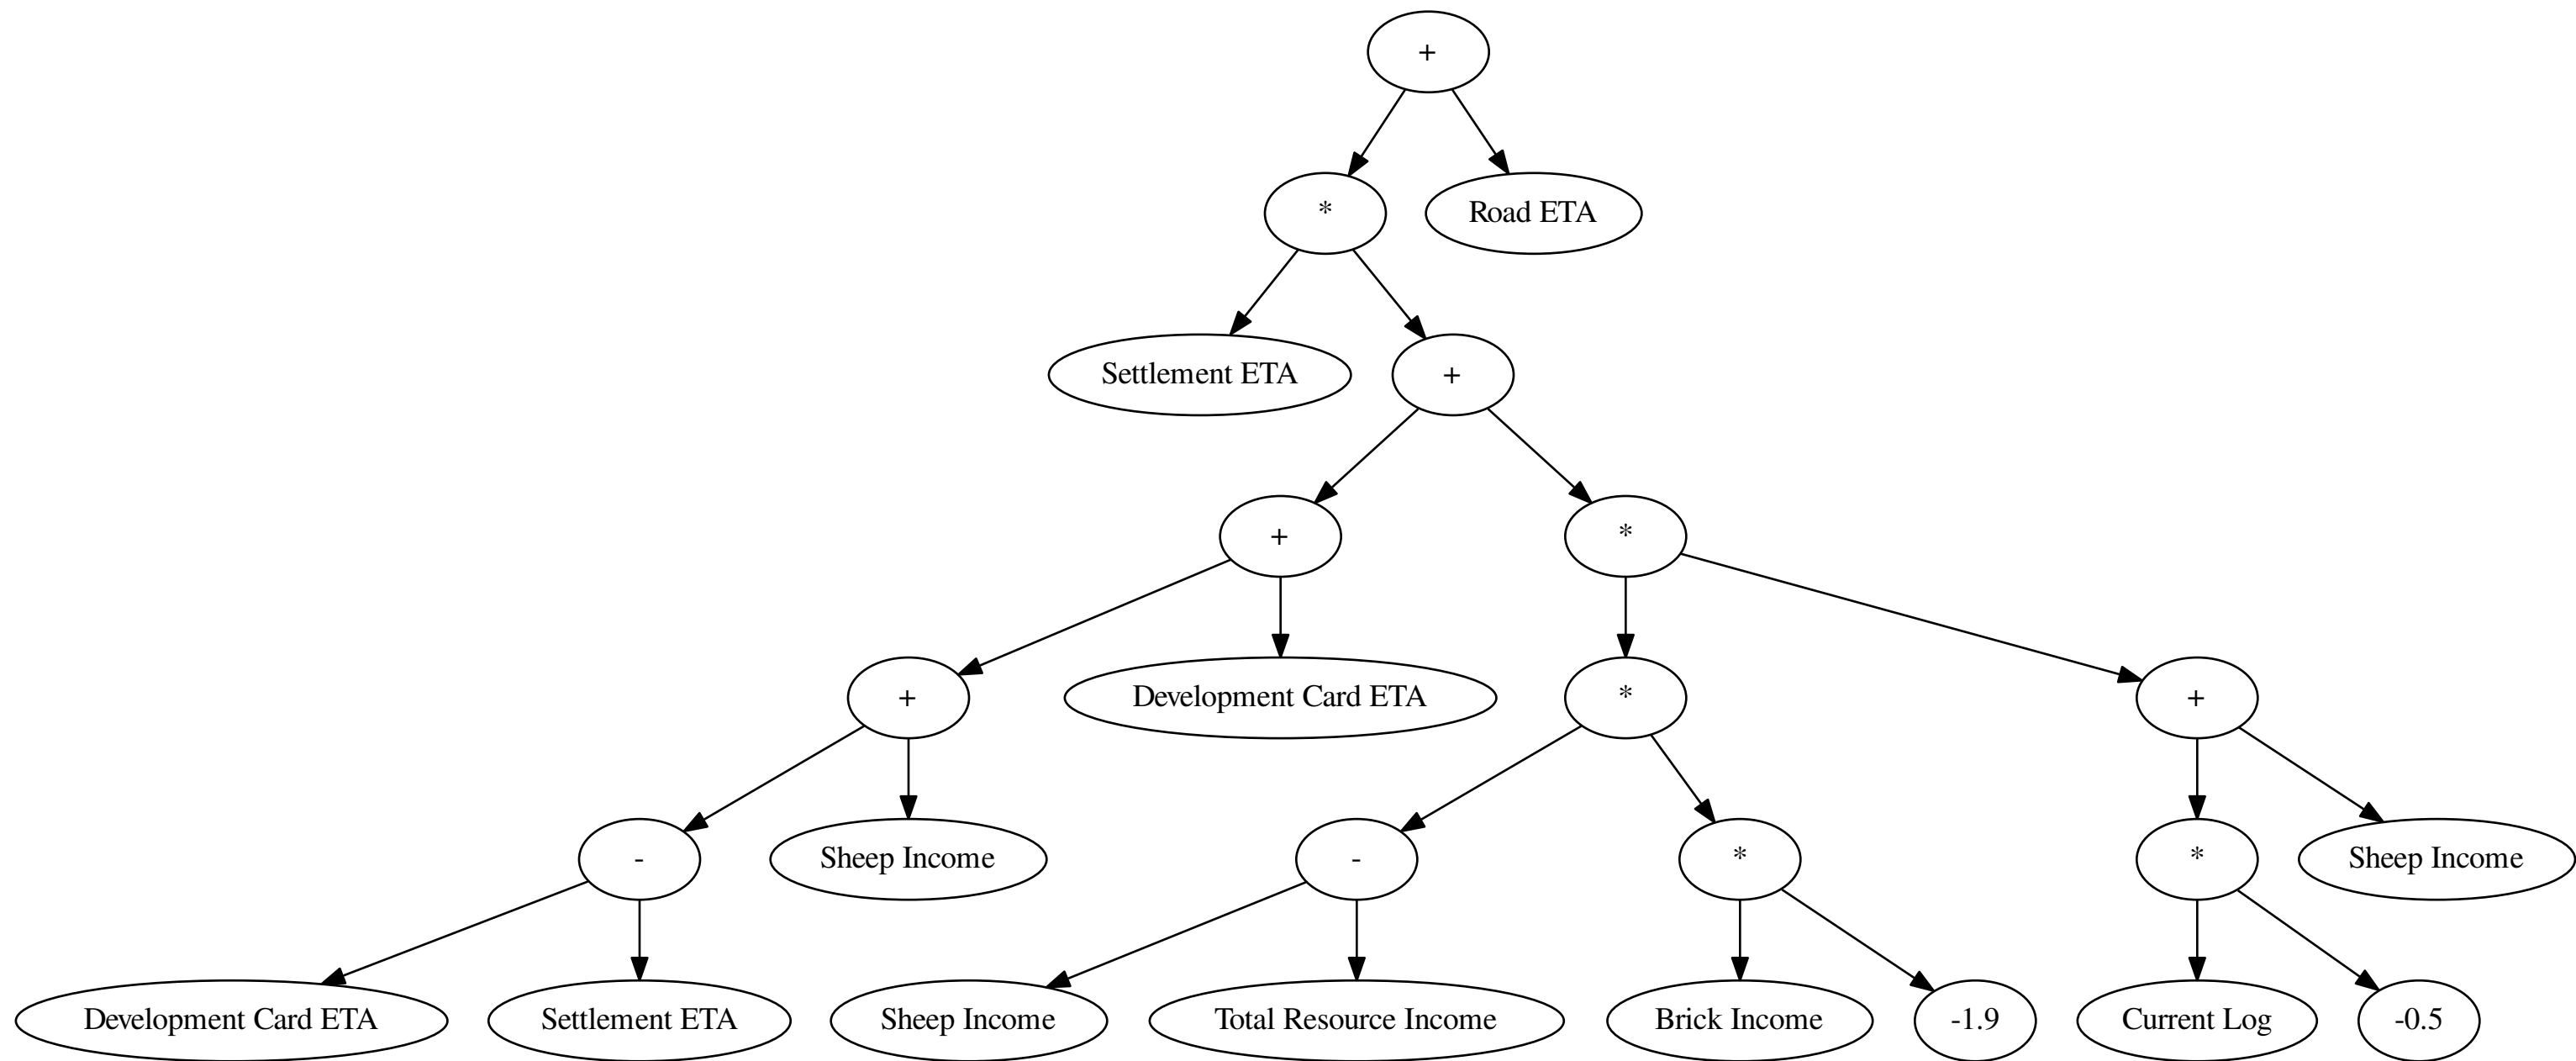 +
*
Road ETA
Settlement ETA
+
+
*
+
Development Card ETA
*
+
-
Sheep Income
-
*
*
Sheep Income
Development Card ETA
Settlement ETA
Sheep Income
Total Resource Income
Brick Income
-1.9
Current Log
-0.5